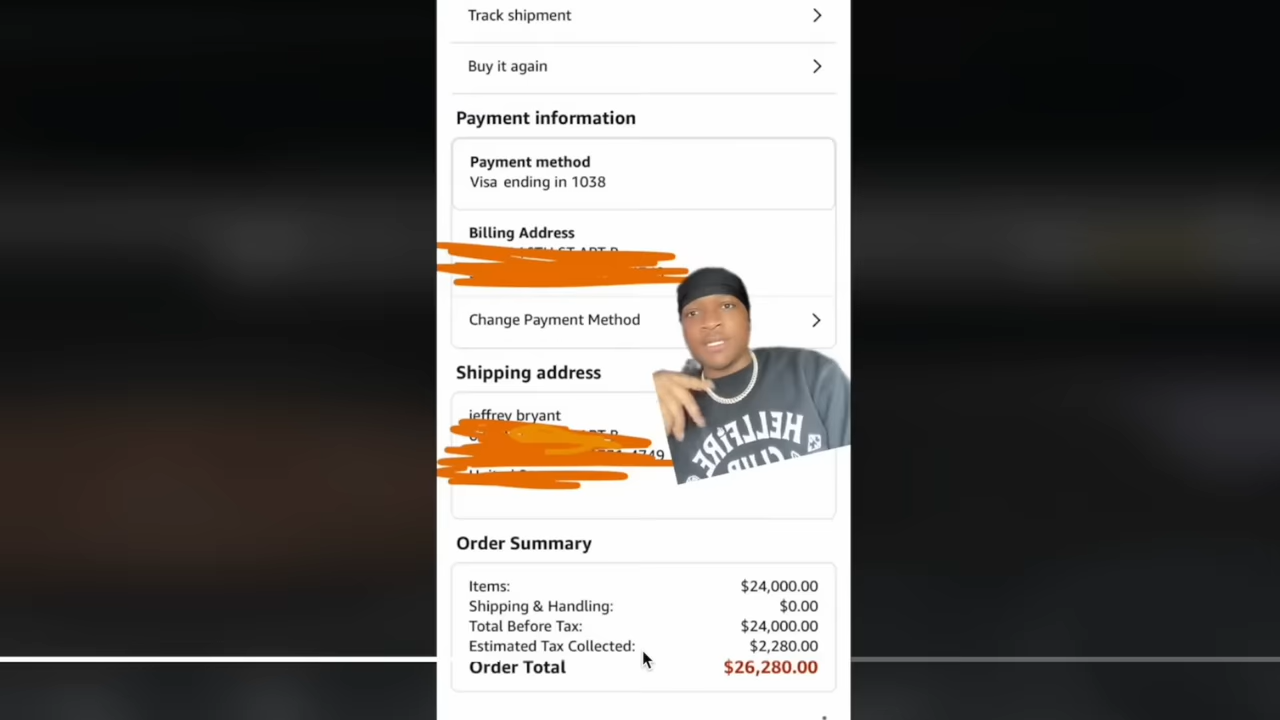 Track shipment
Buy it again
Payment information
Payment method
Visa ending in 1038
Billing Address
Change Payment Method
Shipping address
jeffrey bryant
4749
HELLFIRE
CLUB
Order Summary
Items: $24,000.00
Shipping & Handling: $0.00
Total Before Tax: $24,000.00
Estimated Tax Collected: $2,280.00
Order Total $26,280.00